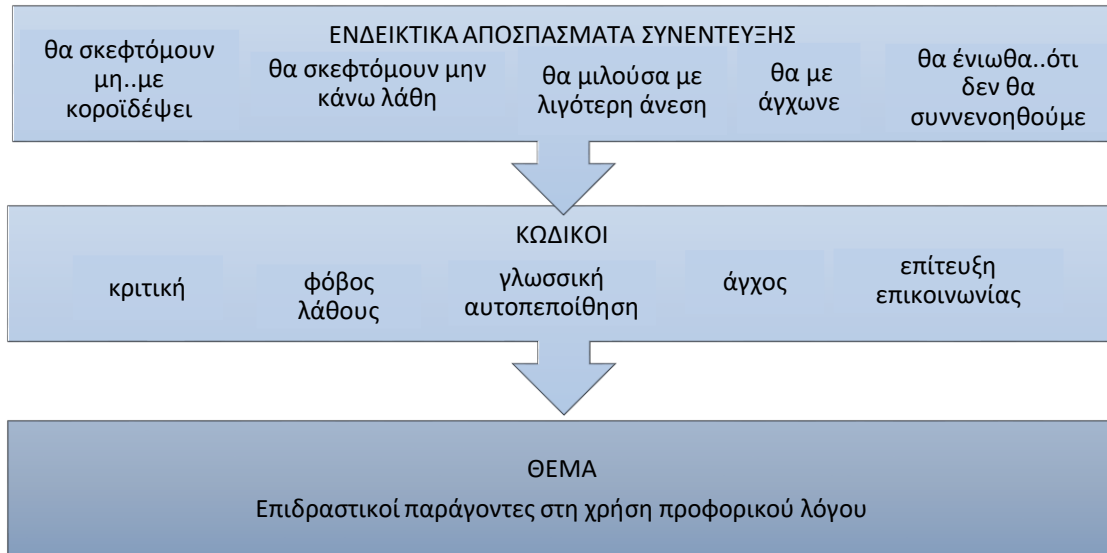 ΕΝΔΕΙΚΤΙΚΑ ΑΠΟΣΠΑΣΜΑΤΑ ΣΥΝΕΝΤΕΥΞΗΣ
θα σκεφτόμουν
μη..με
κοροϊδέψει
θα σκεφτόμουν μην
κάνω λάθη
θα μιλούσα με
λιγότερη άνεση
θα με
άγχωνε
θα ένιωθα..ότι
δεν θα
συννενοηθούμε
ΚΩΔΙΚΟΙ
κριτική
φόβος
λάθους
γλωσσική
αυτοπεποίθηση
άγχος
επίτευξη
επικοινωνίας
ΘΕΜΑ
Επιδραστικοί παράγοντες στη χρήση προφορικού λόγου